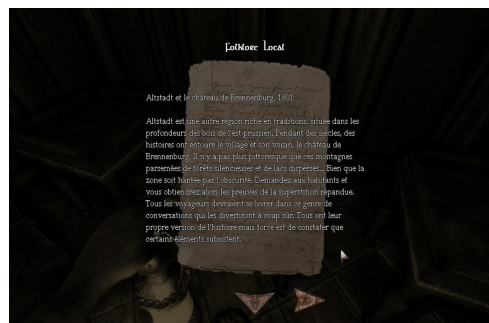 Folklore Local
Altstadt et le château de Brennenburg, 1801
Altstadt est une autre région riche en traditions, située dans les
profondeurs des bois de l'est prussien. Pendant des siècles, des
histoires ont entouré le village et son voisin, le château de
Brennenburg. Il n'y a pas plus pittoresque que ces montagnes
parsemées de forêts silencieuses et de lacs dispersés... Bien que la
zone soit hantée par l'obscurité. Demandez aux habitants et
vous obtiendrez alors les preuves de la superstition répandue.
Tous les voyageurs devraient se livrer dans ce genre de
conversations qui les divertiront à coup sûr. Tous ont leur
propre version de l'histoire mais force est de constater que
certains éléments subsistent.